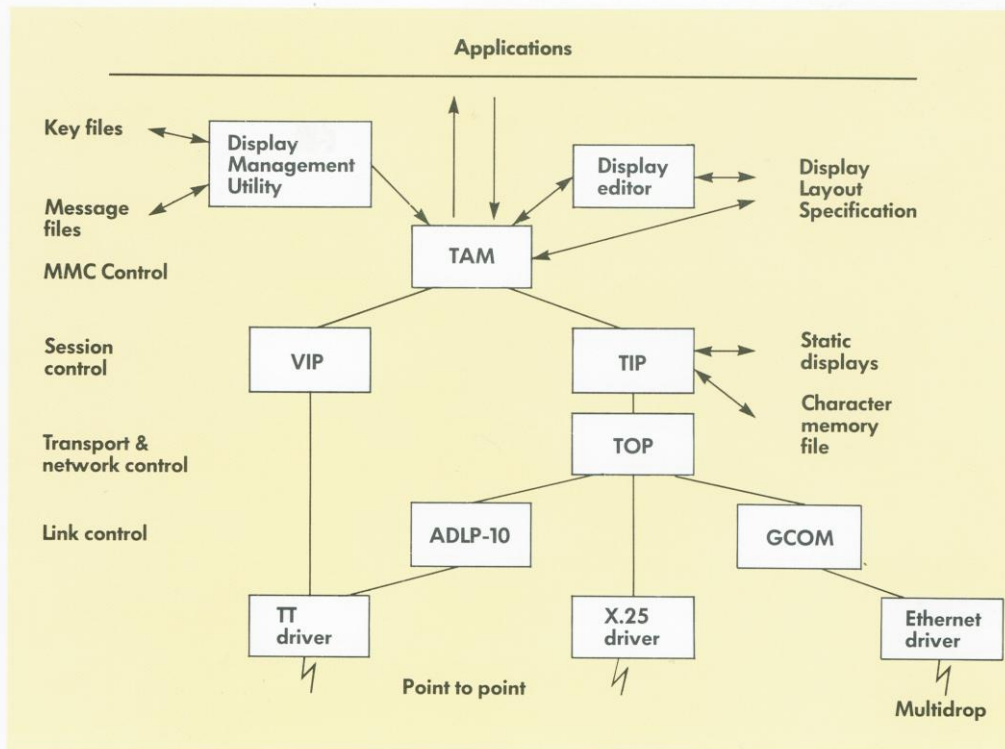 Applications
Key files
Display
Management
Utility
Display
editor
Display
Layout
Specification
Message
files
TAM
MMC Control
Session
control
VIP
TIP
Static
displays
Character
memory
file
Transport &
network control
TOP
Link control
ADLP-10
GCOM
TT
driver
X.25
driver
Ethernet
driver
Point to point
Multidrop